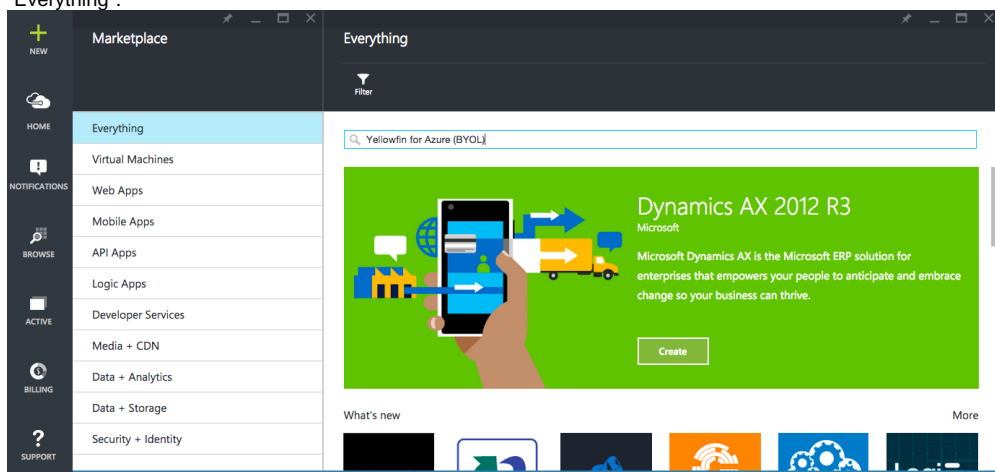 "Everything".
NEW
HOME
NOTIFICATIONS
BROWSE
ACTIVE
BILLING
SUPPORT
Marketplace
Everything
Virtual Machines
Web Apps
Mobile Apps
API Apps
Logic Apps
Developer Services
Media + CDN
Data + Analytics
Data + Storage
Security + Identity
Everything
Filter
Yellowfin for Azure (BYOL)
Dynamics AX 2012 R3
Microsoft
Microsoft Dynamics AX is the Microsoft ERP solution for
enterprises that empowers your people to anticipate and embrace
change so your business can thrive.
Create
What's new
More